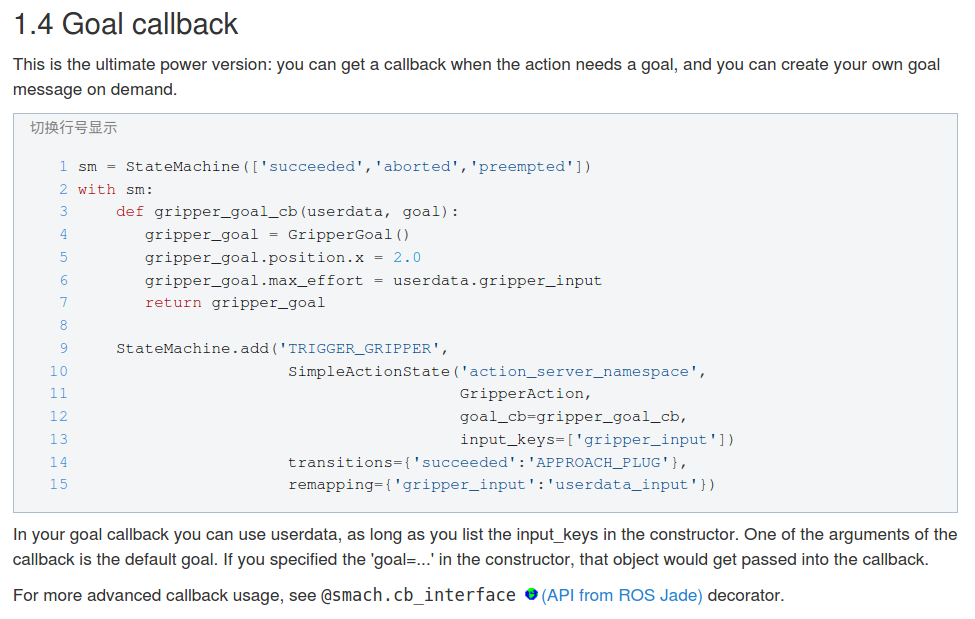 1.4 Goal callback
This is the ultimate power version: you can get a callback when the action needs a goal, and you can create your own goal
message on demand.
切换行号显示
1 sm = StateMachine(['succeeded','aborted','preempted'])
2 with sm:
3     def gripper_goal_cb(userdata, goal):
4        gripper_goal = GripperGoal()
5        gripper_goal.position.x = 2.0
6        gripper_goal.max_effort = userdata.gripper_input
7        return gripper_goal
8
9     StateMachine.add('TRIGGER_GRIPPER',
10                       SimpleActionState('action_server_namespace',
11                                         GripperAction,
12                                         goal_cb=gripper_goal_cb,
13                                         input_keys=['gripper_input'])
14                       transitions={'succeeded':'APPROACH_PLUG'},
15                       remapping={'gripper_input':'userdata_input'})
In your goal callback you can use userdata, as long as you list the input_keys in the constructor. One of the arguments of the
callback is the default goal. If you specified the 'goal=...' in the constructor, that object would get passed into the callback.
For more advanced callback usage, see @smach.cb_interface (API from ROS Jade) decorator.